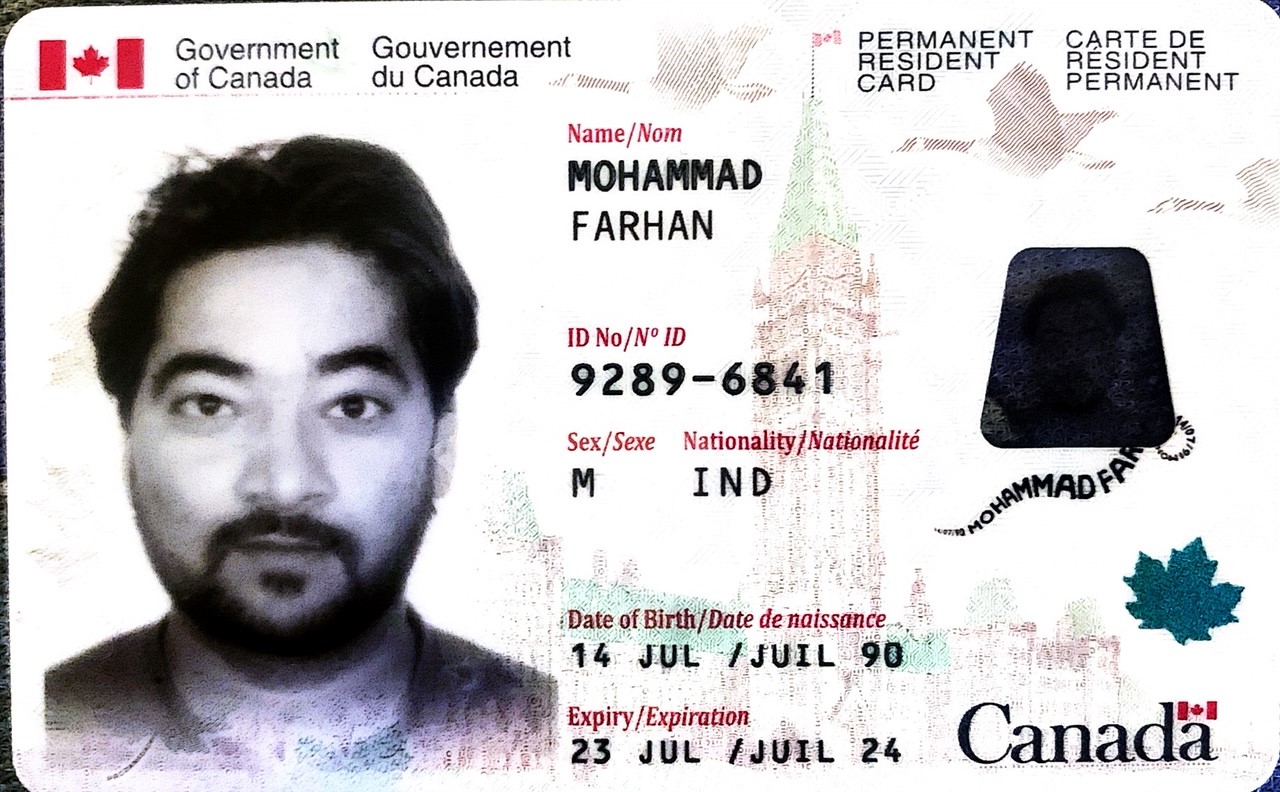 Government of Canada
Gouvernement du Canada
PERMANENT RESIDENT CARD
CARTE DE RÉSIDENT PERMANENT
Name/Nom
MOHAMMAD
FARHAN
ID No/Nº ID
9289-6841
Sex/Sexe Nationality/Nationalité
M IND
MOHAMMAD FAR
Date of Birth/Date de naissance
14 JUL /JUIL 90
Expiry/Expiration
23 JUL /JUIL 24
Canada